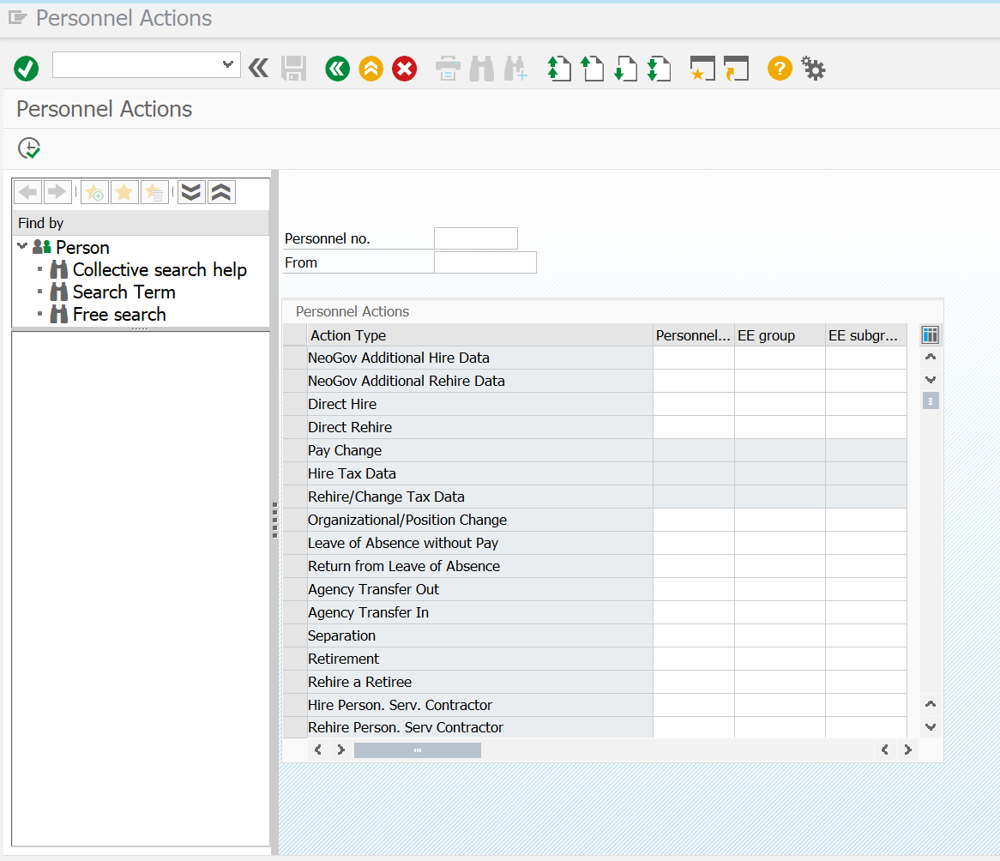 Personnel Actions
Personnel Actions
Find by
Person
Collective search help
Search Term
Free search
Personnel no.
From
Personnel Actions
Action Type Personnel... EE group EE subgr...
NeoGov Additional Hire Data
NeoGov Additional Rehire Data
Direct Hire
Direct Rehire
Pay Change
Hire Tax Data
Rehire/Change Tax Data
Organizational/Position Change
Leave of Absence without Pay
Return from Leave of Absence
Agency Transfer Out
Agency Transfer In
Separation
Retirement
Rehire a Retiree
Hire Person. Serv. Contractor
Rehire Person. Serv Contractor